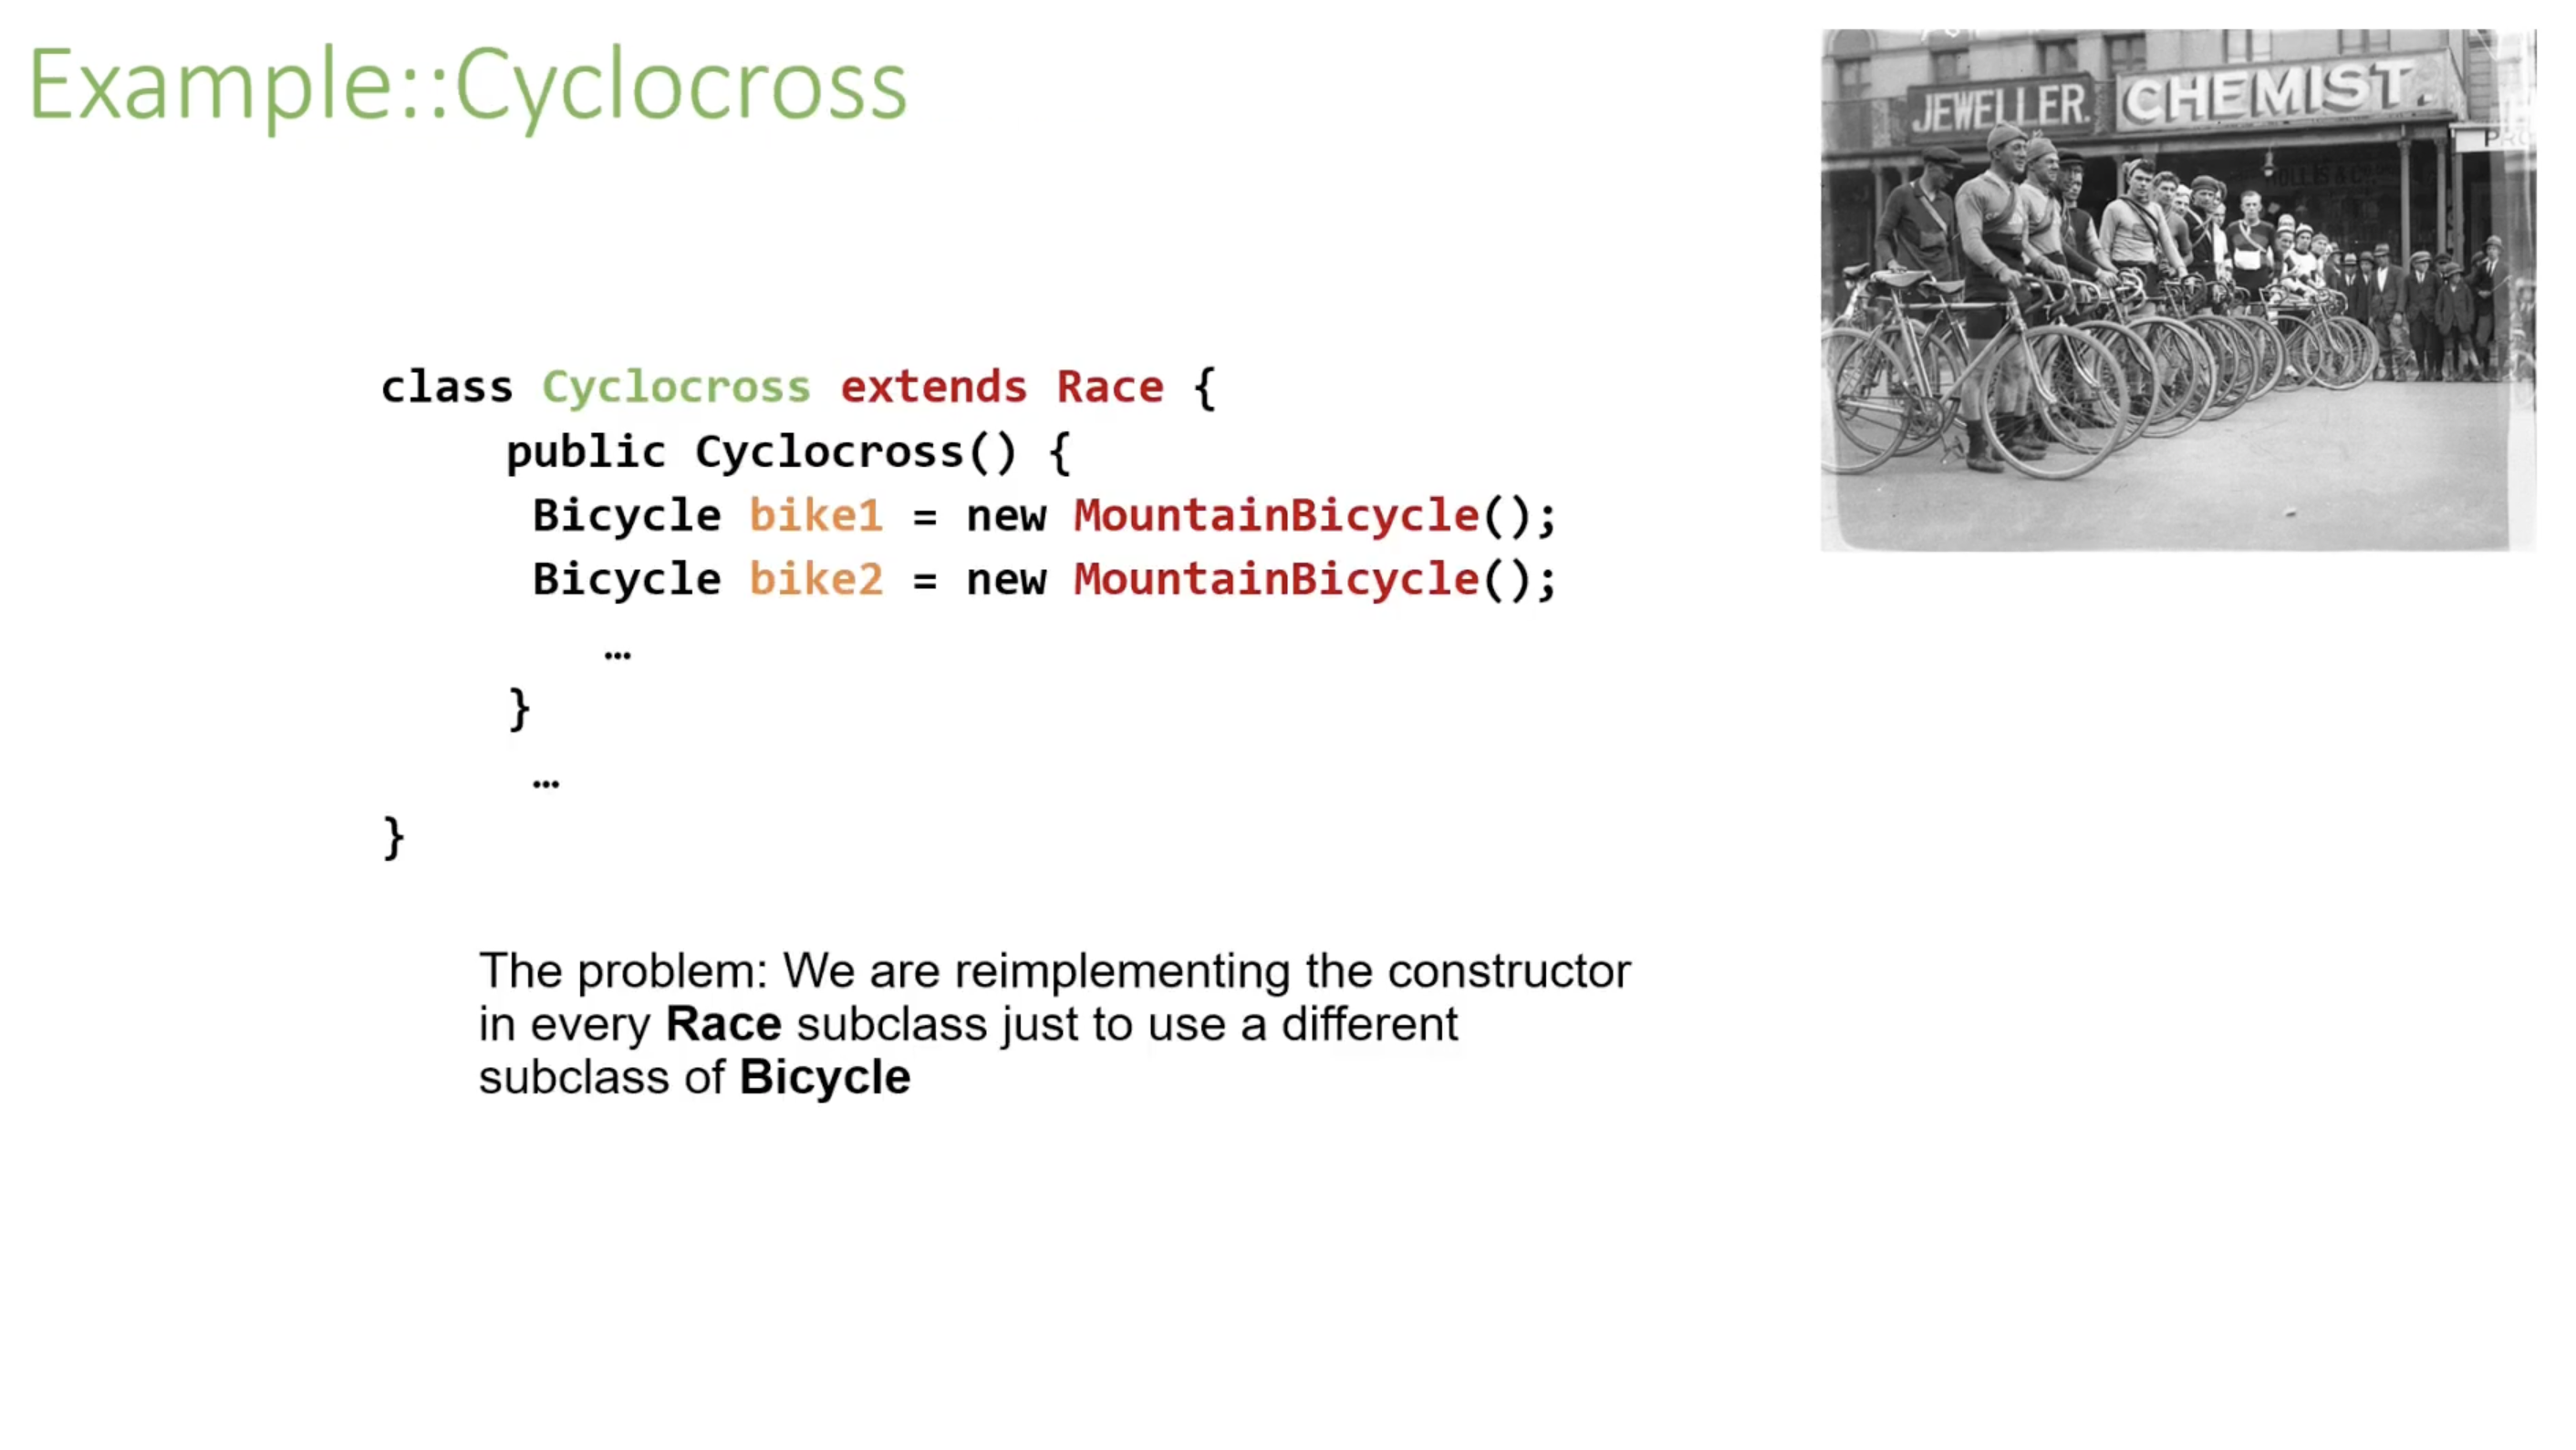 Example::Cyclocross
JEWELLER.
CHEMIST.
class Cyclocross extends Race {
public Cyclocross() {
Bicycle bike1 = new MountainBicycle();
Bicycle bike2 = new MountainBicycle();
…
}
…
}
The problem: We are reimplementing the constructor
in every Race subclass just to use a different
subclass of Bicycle